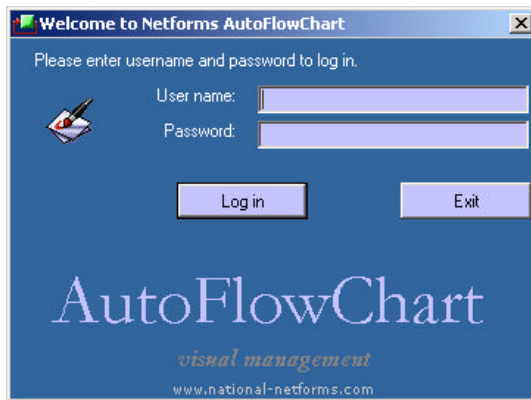 Welcome to Netforms AutoFlowChart
Please enter username and password to log in.
User name:
Password:
Log in
Exit
AutoFlowChart
visual management
www.national-netforms.com